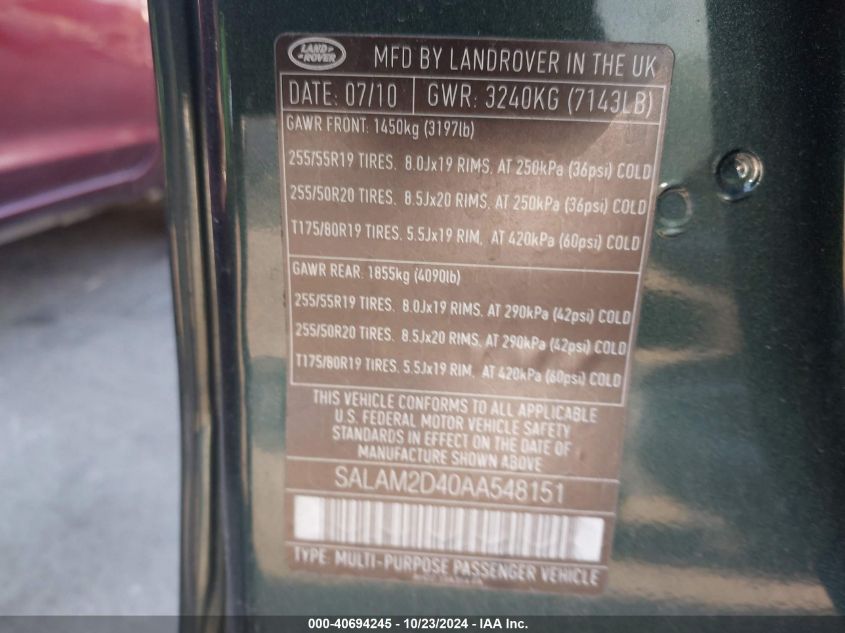 LAND ROVER
MFD BY LANDROVER IN THE UK
DATE: 07/10 GWR: 3240KG (7143LB)
GAWR FRONT: 1450kg (3197lb)
255/55R19 TIRES. 8.0Jx19 RIMS. AT 250kPa (36psi) COLD
255/50R20 TIRES. 8.5Jx20 RIMS. AT 250kPa (36psi) COLD
T175/80R19 TIRES. 5.5Jx19 RIM, AT 420kPa (60psi) COLD
GAWR REAR: 1855kg (4090lb)
255/55R19 TIRES. 8.0Jx19 RIMS. AT 290kPa (42psi) COLD
255/50R20 TIRES. 8.5Jx20 RIMS. AT 290kPa (42psi) COLD
T175/80R19 TIRES. 5.5Jx19 RIM, AT 420kPa (60psi) COLD
THIS VEHICLE CONFORMS TO ALL APPLICABLE
U.S. FEDERAL MOTOR VEHICLE SAFETY
STANDARDS IN EFFECT ON THE DATE OF
MANUFACTURE SHOWN ABOVE.
SALAM2D40AA548151
TYPE: MULTI-PURPOSE PASSENGER VEHICLE
000-40694245 - 10/23/2024 - IAA Inc.